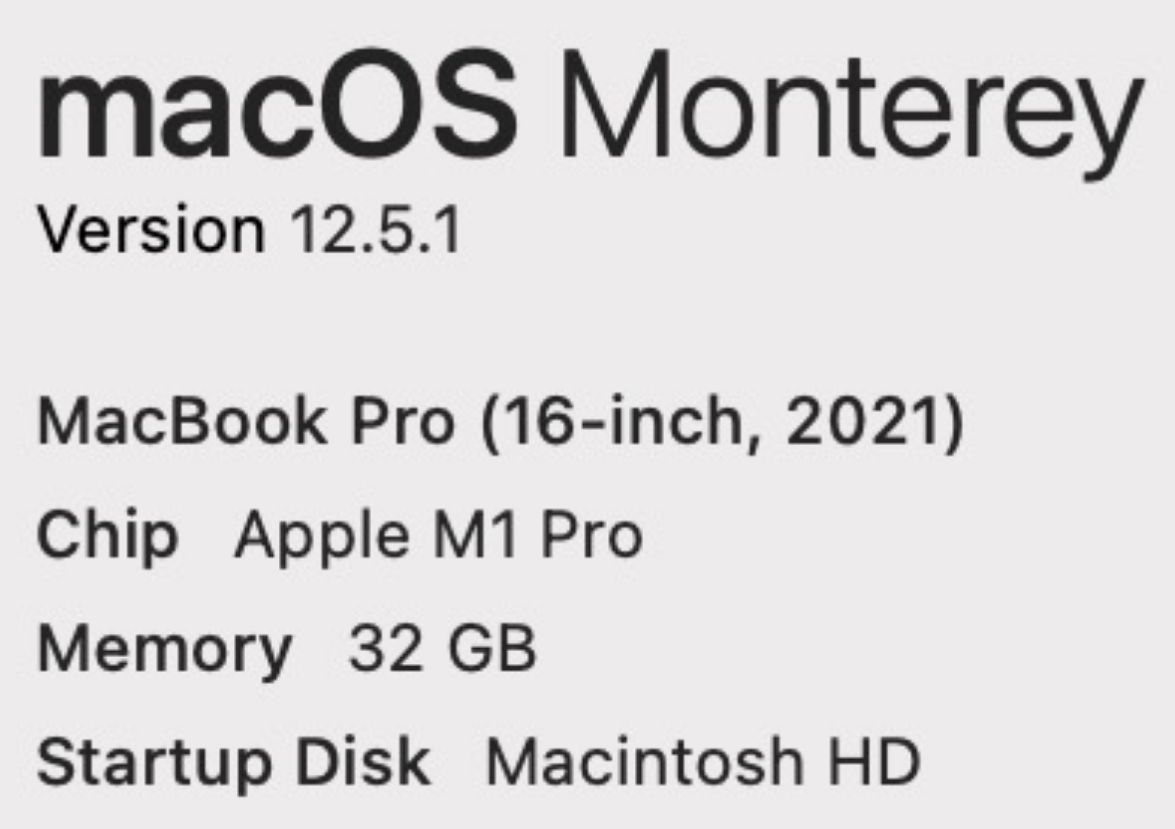 macOS Monterey
Version 12.5.1
MacBook Pro (16-inch, 2021)
Chip Apple M1 Pro
Memory 32 GB
Startup Disk Macintosh HD